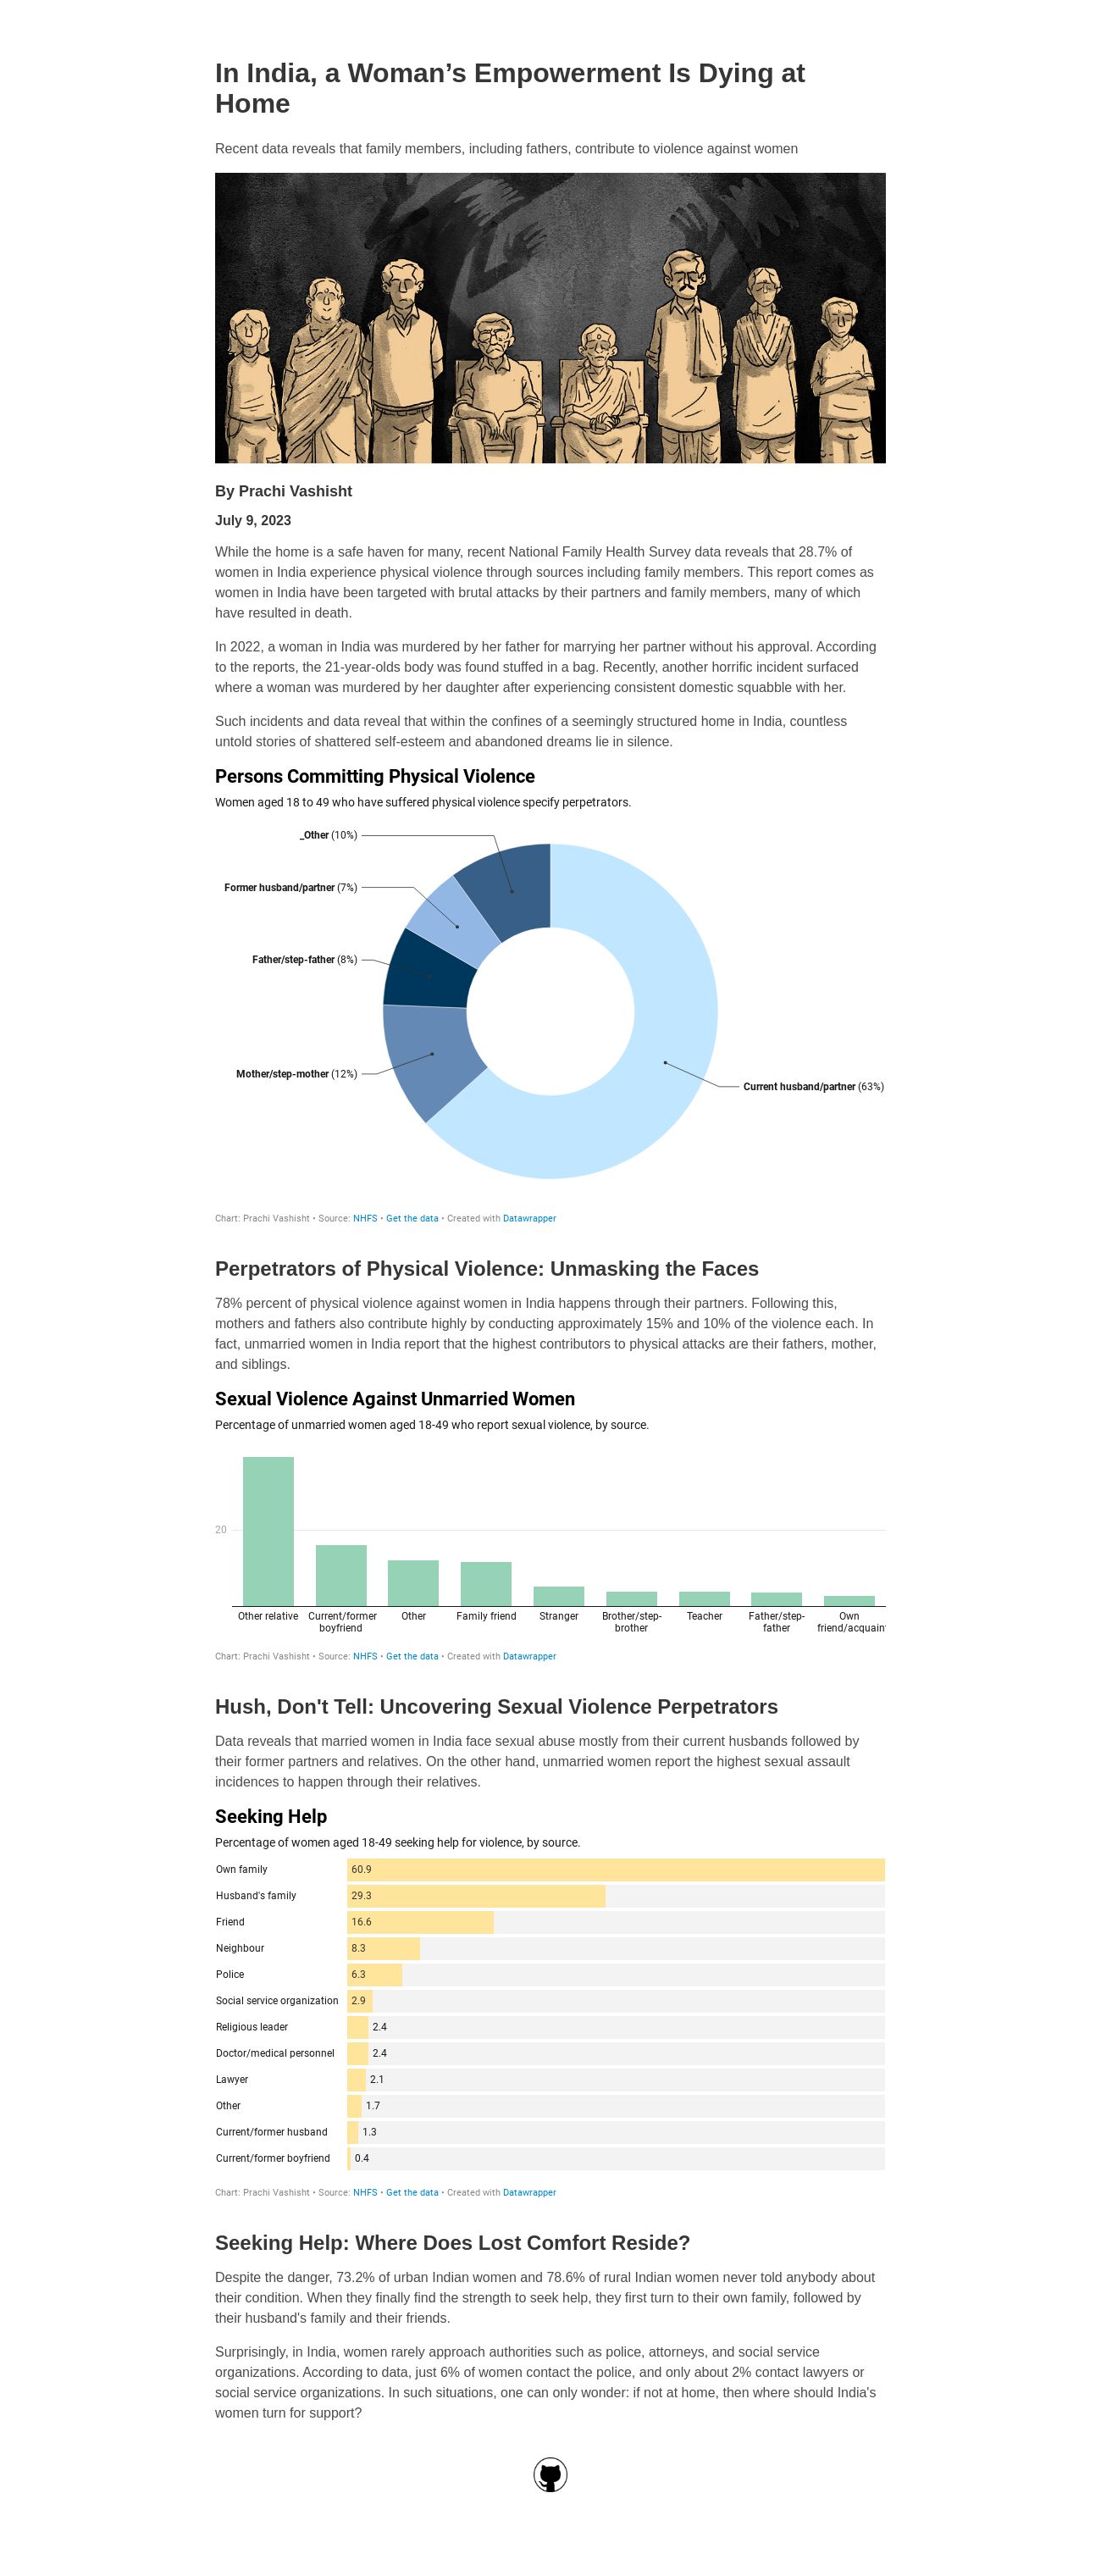 In India, a Woman’s Empowerment Is Dying at
Home
Recent data reveals that family members, including fathers, contribute to violence against women
By Prachi Vashisht
July 9, 2023
While the home is a safe haven for many, recent National Family Health Survey data reveals that 28.7% of
women in India experience physical violence through sources including family members. This report comes as
women in India have been targeted with brutal attacks by their partners and family members, many of which
have resulted in death.
In 2022, a woman in India was murdered by her father for marrying her partner without his approval. According
to the reports, the 21-year-olds body was found stuffed in a bag. Recently, another horrific incident surfaced
where a woman was murdered by her daughter after experiencing consistent domestic squabble with her.
Such incidents and data reveal that within the confines of a seemingly structured home in India, countless
untold stories of shattered self-esteem and abandoned dreams lie in silence.
Persons Committing Physical Violence
Women aged 18 to 49 who have suffered physical violence specify perpetrators.
_Other (10%)
Former husband/partner (7%)
Father/step-father (8%)
Mother/step-mother (12%)
Current husband/partner (63%)
Chart: Prachi Vashisht • Source: NHFS • Get the data • Created with Datawrapper
Perpetrators of Physical Violence: Unmasking the Faces
78% percent of physical violence against women in India happens through their partners. Following this,
mothers and fathers also contribute highly by conducting approximately 15% and 10% of the violence each. In
fact, unmarried women in India report that the highest contributors to physical attacks are their fathers, mother,
and siblings.
Sexual Violence Against Unmarried Women
Percentage of unmarried women aged 18-49 who report sexual violence, by source.
20
Other relative Current/former Other Family friend Stranger Brother/step- Teacher Father/step- Own
boyfriend brother father friend/acquain
Chart: Prachi Vashisht • Source: NHFS • Get the data • Created with Datawrapper
Hush, Don't Tell: Uncovering Sexual Violence Perpetrators
Data reveals that married women in India face sexual abuse mostly from their current husbands followed by
their former partners and relatives. On the other hand, unmarried women report the highest sexual assault
incidences to happen through their relatives.
Seeking Help
Percentage of women aged 18-49 seeking help for violence, by source.
Own family 60.9
Husband's family 29.3
Friend 16.6
Neighbour 8.3
Police 6.3
Social service organization 2.9
Religious leader 2.4
Doctor/medical personnel 2.4
Lawyer 2.1
Other 1.7
Current/former husband 1.3
Current/former boyfriend 0.4
Chart: Prachi Vashisht • Source: NHFS • Get the data • Created with Datawrapper
Seeking Help: Where Does Lost Comfort Reside?
Despite the danger, 73.2% of urban Indian women and 78.6% of rural Indian women never told anybody about
their condition. When they finally find the strength to seek help, they first turn to their own family, followed by
their husband's family and their friends.
Surprisingly, in India, women rarely approach authorities such as police, attorneys, and social service
organizations. According to data, just 6% of women contact the police, and only about 2% contact lawyers or
social service organizations. In such situations, one can only wonder: if not at home, then where should India's
women turn for support?